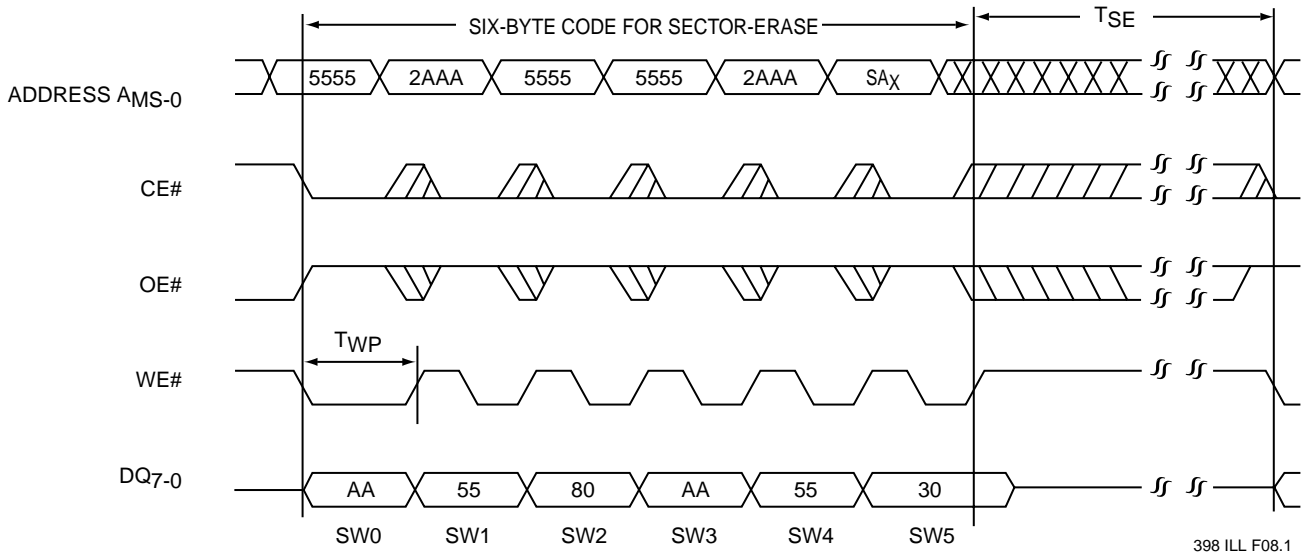 SIX-BYTE CODE FOR SECTOR-ERASE TSE
ADDRESS AMS-0 5555 2AAA 5555 5555 2AAA SAX
CE#
OE#
TWP
WE#
DQ7-0 AA 55 80 AA 55 30
SW0 SW1 SW2 SW3 SW4 SW5
398 ILL F08.1